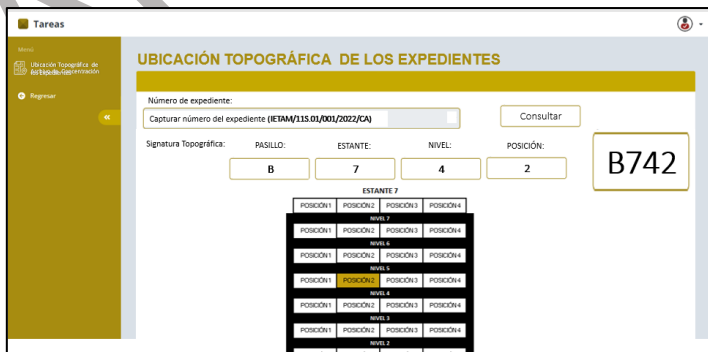 Tareas
Menú
Ubicación Topográfica de
Regresar
«
UBICACIÓN TOPOGRÁFICA DE LOS EXPEDIENTES
Número de expediente:
Capturar número del expediente (IETAM/11S.01/001/2022/CA)
Consultar
Signatura Topográfica: PASILLO: ESTANTE: NIVEL: POSICIÓN:
B 7 4 2
B742
ESTANTE 7
POSICIÓN 1 POSICIÓN 2 POSICIÓN 3 POSICIÓN 4
NIVEL 7
POSICIÓN 1 POSICIÓN 2 POSICIÓN 3 POSICIÓN 4
NIVEL 6
POSICIÓN 1 POSICIÓN 2 POSICIÓN 3 POSICIÓN 4
NIVEL 5
POSICIÓN 1 POSICIÓN 2 POSICIÓN 3 POSICIÓN 4
NIVEL 4
POSICIÓN 1 POSICIÓN 2 POSICIÓN 3 POSICIÓN 4
NIVEL 3
POSICIÓN 1 POSICIÓN 2 POSICIÓN 3 POSICIÓN 4
NIVEL 2